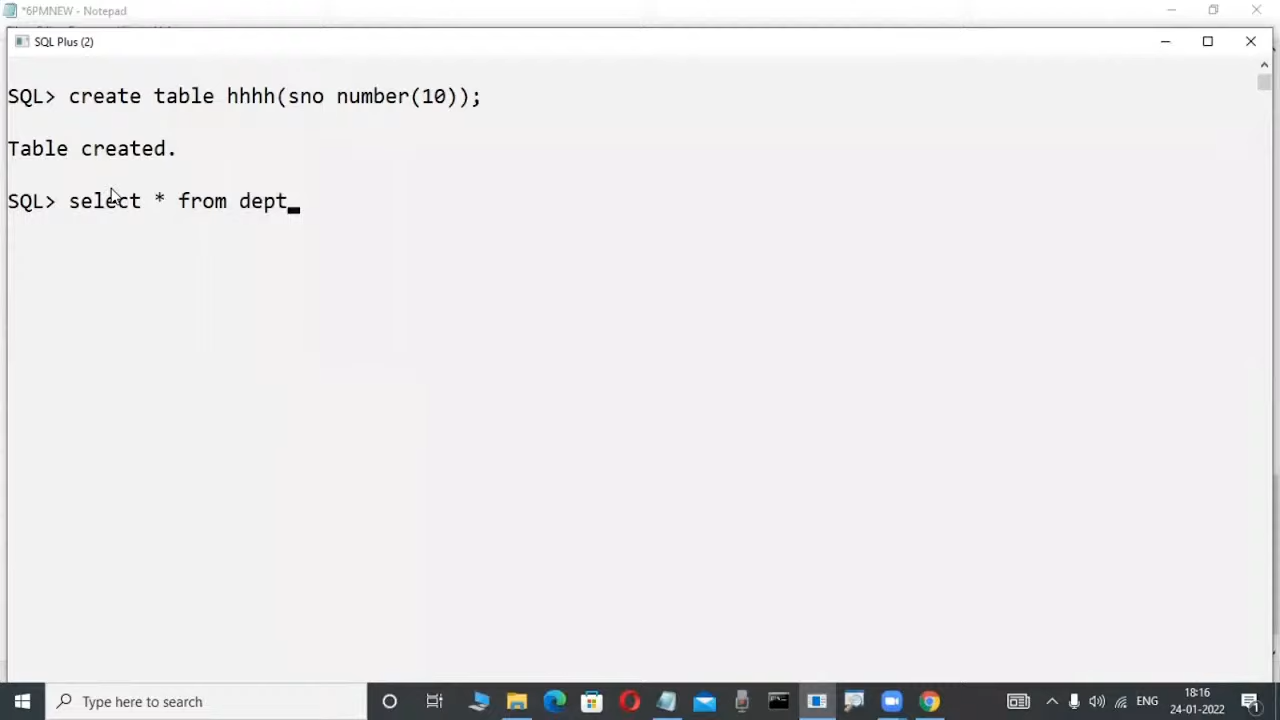 *6PMNEW - Notepad
SQL Plus (2)
SQL> create table hhhh(sno number(10));
Table created.
SQL> select * from dept
Type here to search
ENG
18:16
24-01-2022
1